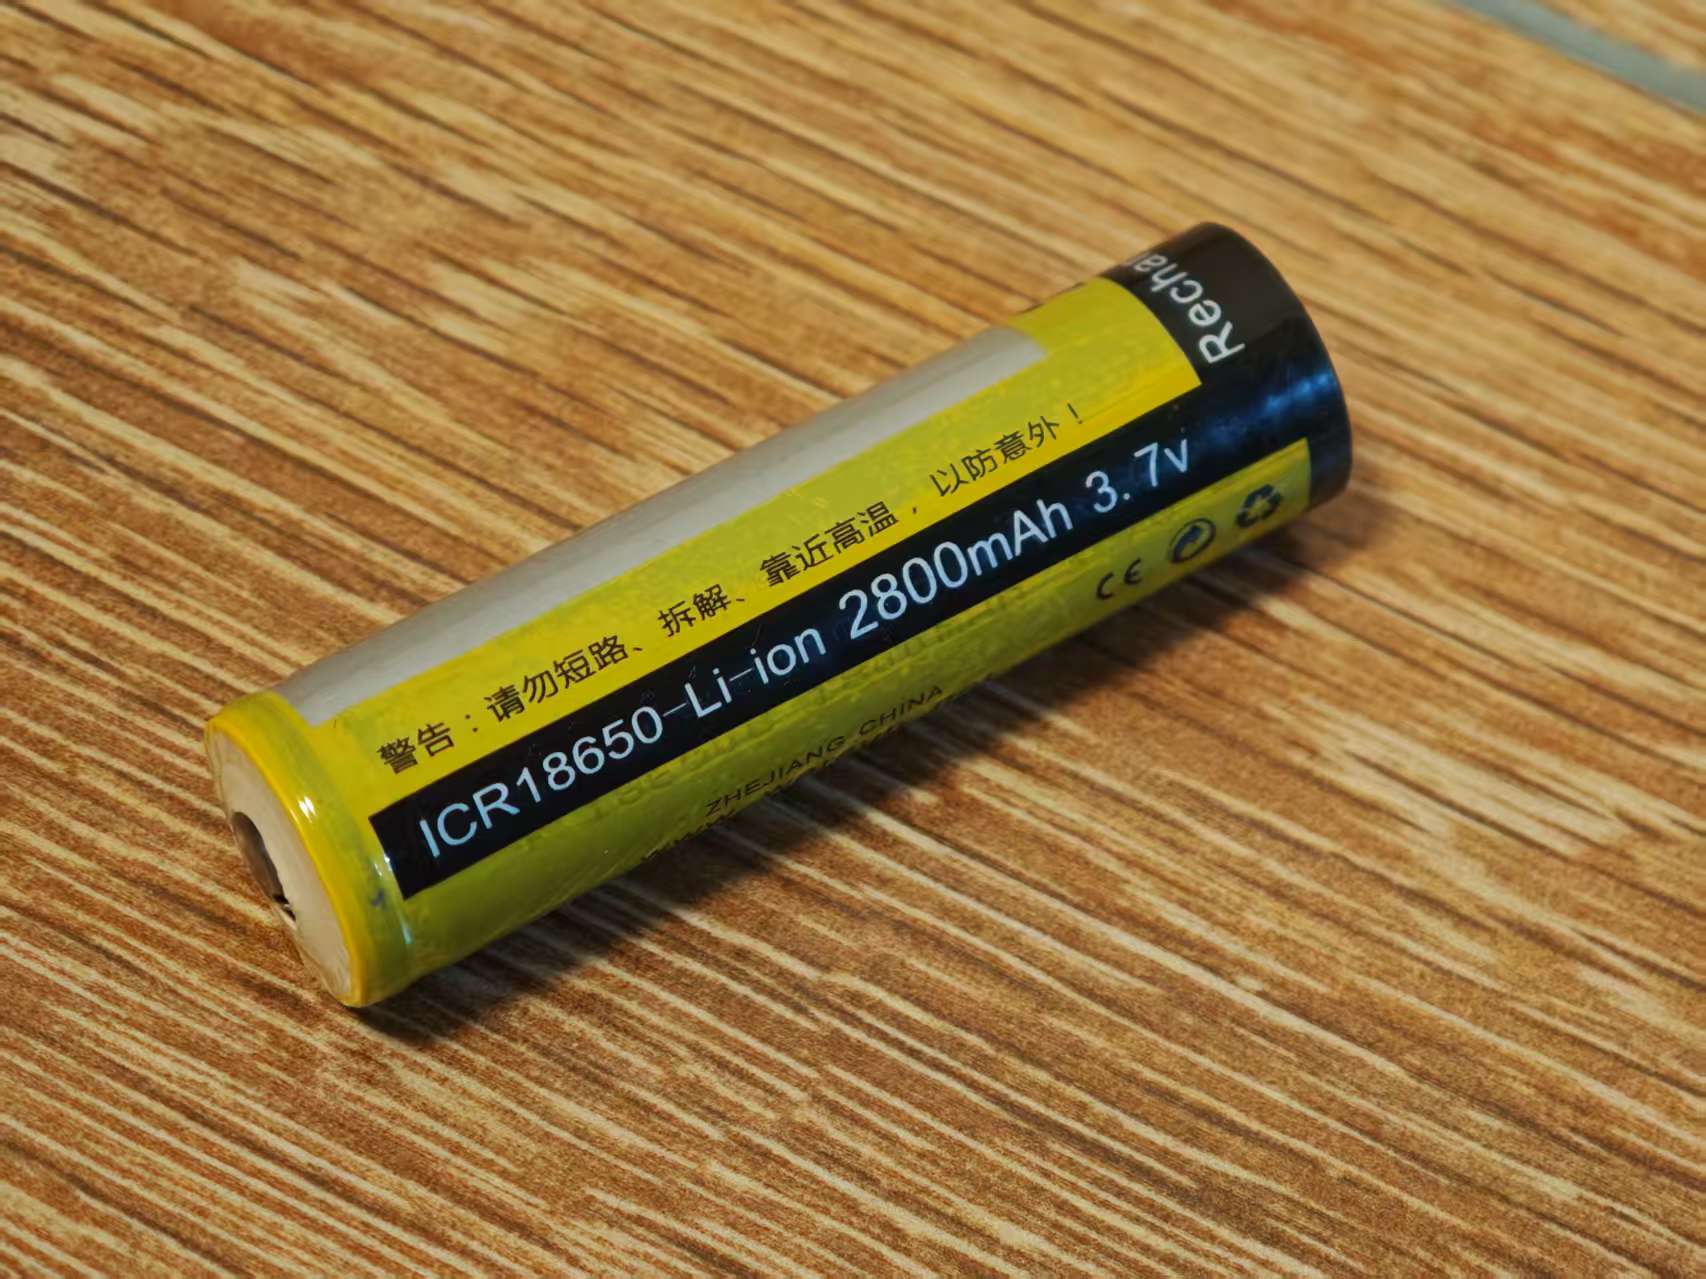 Recha
警告：请勿短路、拆解、靠近高温，以防意外！
ICR18650-Li-ion 2800mAh 3.7v
CE
ZHEJIANG CHINA